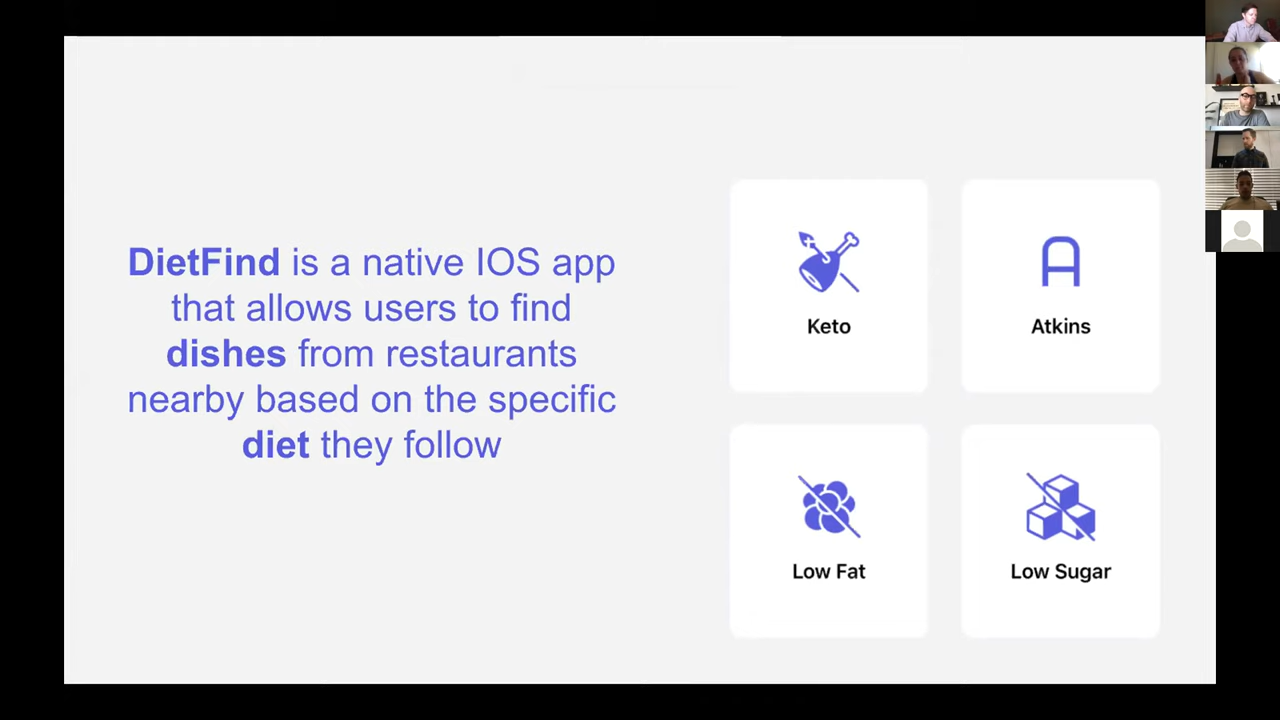 DietFind is a native IOS app
that allows users to find
dishes from restaurants
nearby based on the specific
diet they follow
Keto
Atkins
Low Fat
Low Sugar